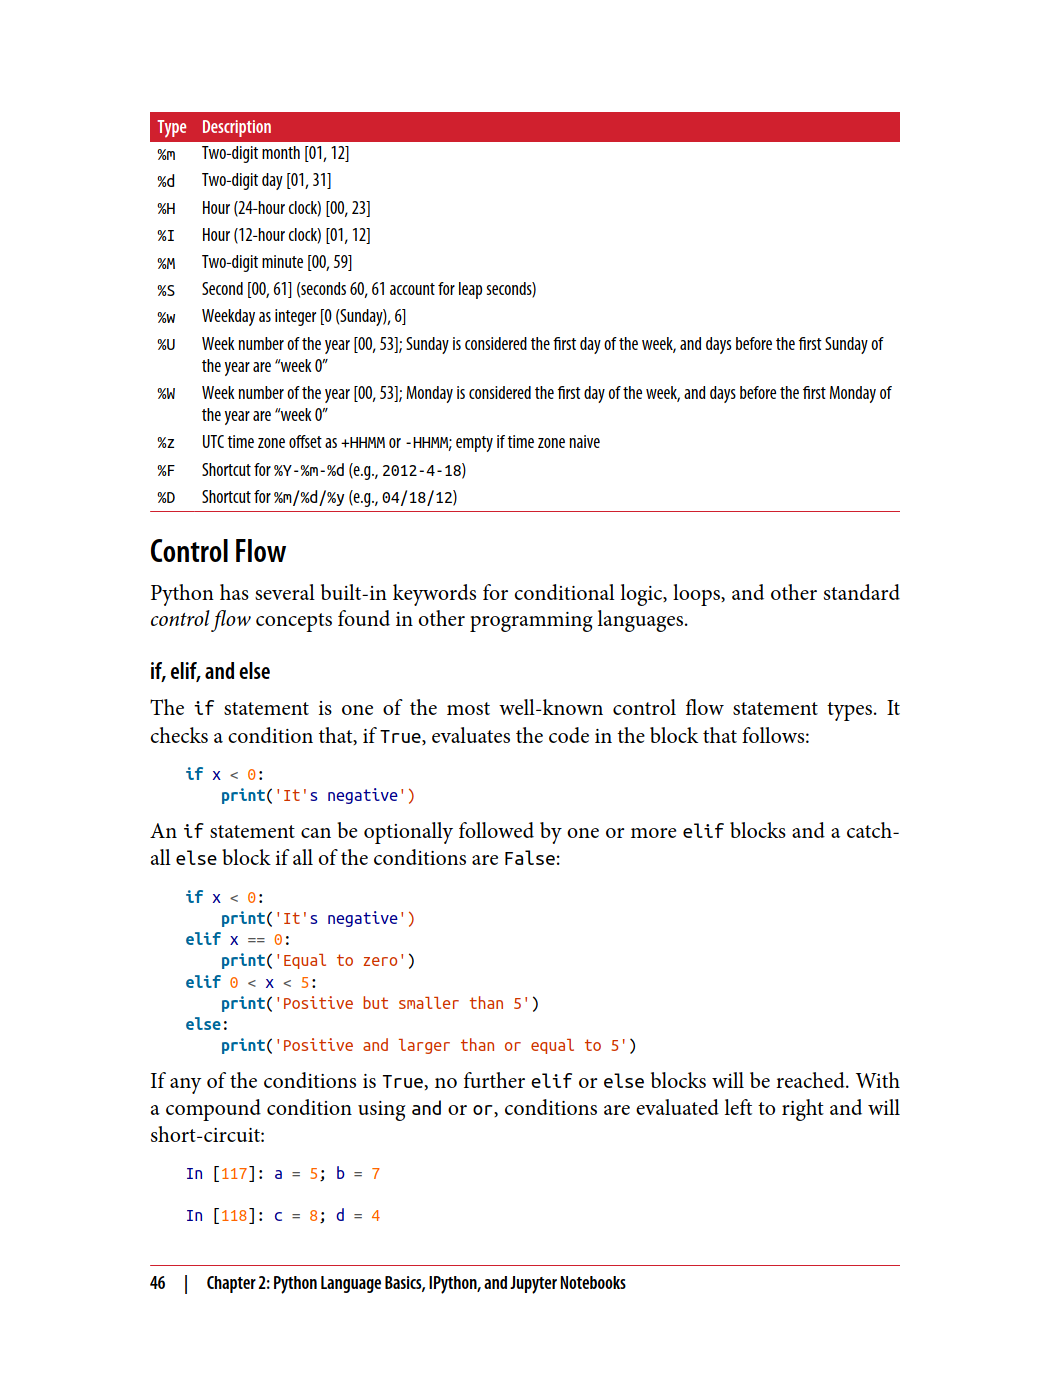 Type Description
%m Two-digit month [01, 12]
%d Two-digit day [01, 31]
%H Hour (24-hour clock) [00, 23]
%I Hour (12-hour clock) [01, 12]
%M Two-digit minute [00, 59]
%S Second [00, 61] (seconds 60, 61 account for leap seconds)
%w Weekday as integer [0 (Sunday), 6]
%U Week number of the year [00, 53]; Sunday is considered the first day of the week, and days before the first Sunday of
the year are “week 0”
%W Week number of the year [00, 53]; Monday is considered the first day of the week, and days before the first Monday of
the year are “week 0”
%z UTC time zone offset as +HHMM or -HHMM; empty if time zone naive
%F Shortcut for %Y-%m-%d (e.g., 2012-4-18)
%D Shortcut for %m/%d/%y (e.g., 04/18/12)
Control Flow
Python has several built-in keywords for conditional logic, loops, and other standard
control flow concepts found in other programming languages.
if, elif, and else
The if statement is one of the most well-known control flow statement types. It
checks a condition that, if True, evaluates the code in the block that follows:
if x < 0:
    print('It's negative')
An if statement can be optionally followed by one or more elif blocks and a catch-
all else block if all of the conditions are False:
if x < 0:
    print('It's negative')
elif x == 0:
    print('Equal to zero')
elif 0 < x < 5:
    print('Positive but smaller than 5')
else:
    print('Positive and larger than or equal to 5')
If any of the conditions is True, no further elif or else blocks will be reached. With
a compound condition using and or or, conditions are evaluated left to right and will
short-circuit:
In [117]: a = 5; b = 7
In [118]: c = 8; d = 4
46 | Chapter 2: Python Language Basics, IPython, and Jupyter Notebooks